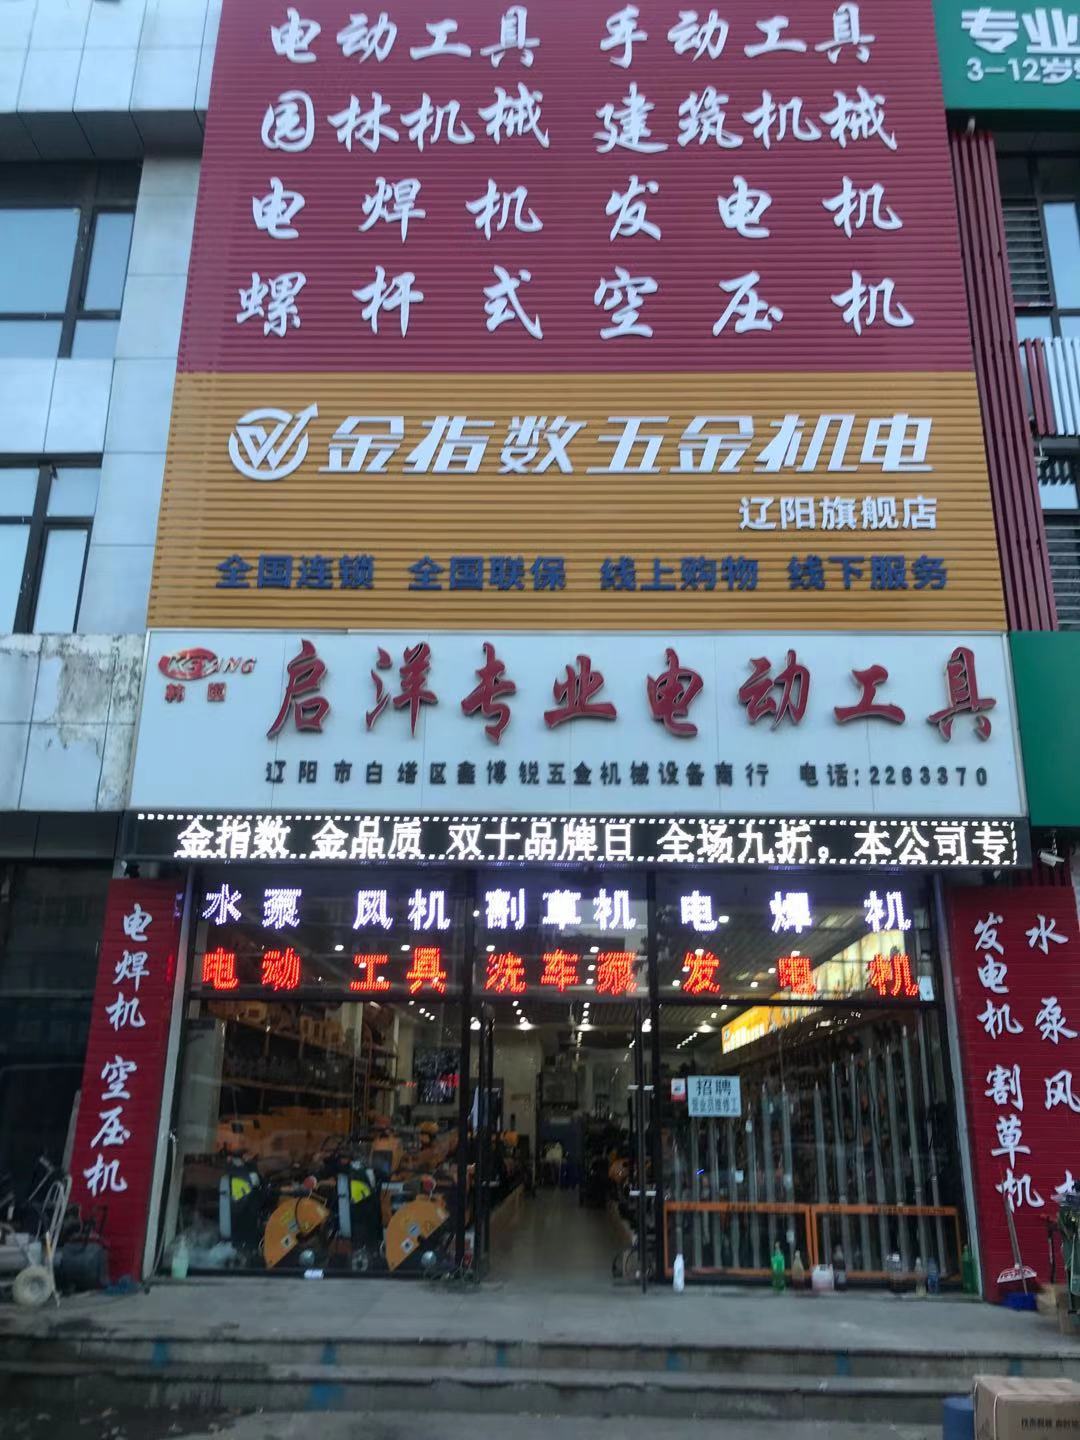 电动工具 手动工具
园林机械 建筑机械
电焊机 发电机
螺杆式空压机
专业
3-12岁
金指数五金机电
辽阳旗舰店
全国连锁 全国联保 线上购物 线下服务
启洋专业电动工具
辽阳市白塔区鑫博锐五金机械设备商行 电话:2263370
金指数 金品质 双十品牌日 全场九折。本公司专
水泵 风机 割草机 电焊机
电动工具 洗车泵 发电机
电焊机 空压机
发电机 割草机
水泵 风
招聘